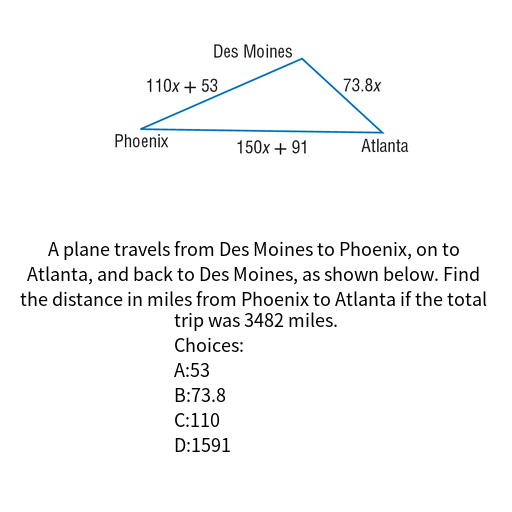 Des Moines
110x + 53
73.8x
Phoenix
150x + 91
Atlanta
A plane travels from Des Moines to Phoenix, on to
Atlanta, and back to Des Moines, as shown below. Find
the distance in miles from Phoenix to Atlanta if the total
trip was 3482 miles.
Choices:
A:53
B:73.8
C:110
D:1591